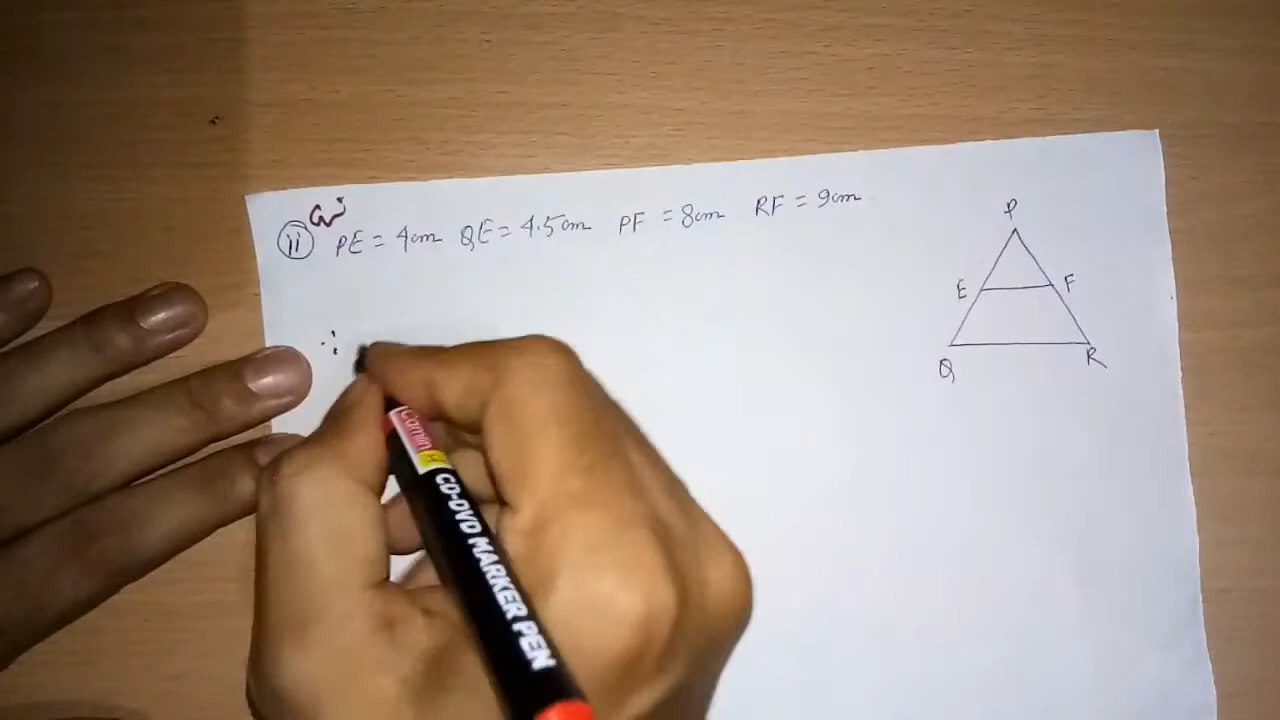 ii PE = 4cm QE = 4.5cm PF = 8cm RF = 9cm
P
E F
Q R
Camlin
CD-DVD MARKER PEN